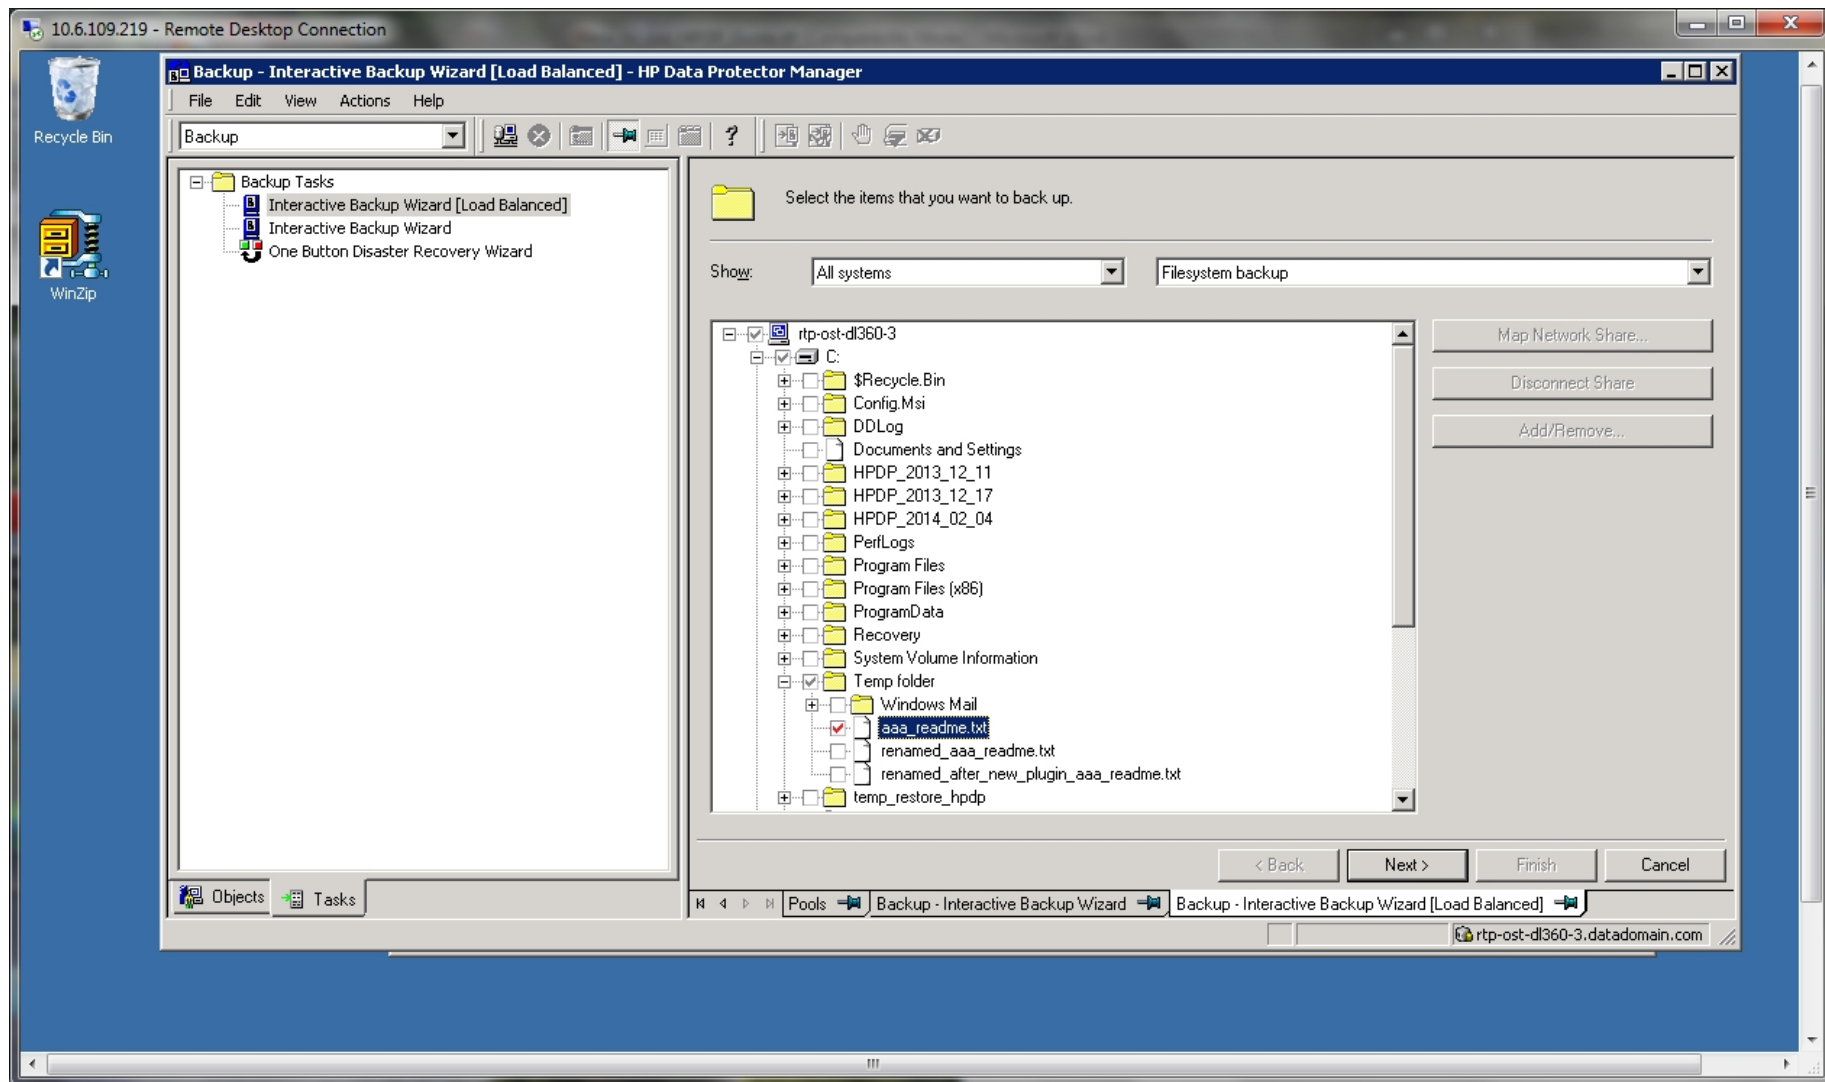 10.6.109.219 - Remote Desktop Connection
Recycle Bin
WinZip
Backup - Interactive Backup Wizard [Load Balanced] - HP Data Protector Manager
File Edit View Actions Help
Backup
Backup Tasks
Interactive Backup Wizard [Load Balanced]
Interactive Backup Wizard
One Button Disaster Recovery Wizard
Objects Tasks
Select the items that you want to back up.
Show: All systems Filesystem backup
rtp-ost-dl360-3
C:
$Recycle.Bin
Config.Msi
DDLog
Documents and Settings
HPDP_2013_12_11
HPDP_2013_12_17
HPDP_2014_02_04
PerfLogs
Program Files
Program Files (x86)
ProgramData
Recovery
System Volume Information
Temp folder
Windows Mail
aaa_readme.txt
renamed_aaa_readme.txt
renamed_after_new_plugin_aaa_readme.txt
temp_restore_hpdp
Map Network Share...
Disconnect Share
Add/Remove...
< Back Next > Finish Cancel
Pools Backup - Interactive Backup Wizard Backup - Interactive Backup Wizard [Load Balanced]
rtp-ost-dl360-3.datadomain.com